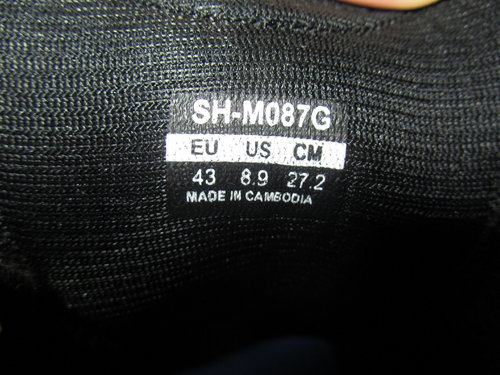 SH-M087G
EU US CM
43 8.9 27.2
MADE IN CAMBODIA